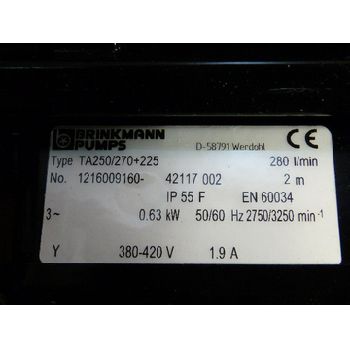 BRINKMANN
PUMPS D-58791 Werdohl CE
Type TA250/270+225 280 l/min
No. 1216009160- 42117 002 2 m
IP 55 F EN 60034
3~ 0.63 kW 50/60 Hz 2750/3250 min⁻¹
Y 380-420 V 1.9 A